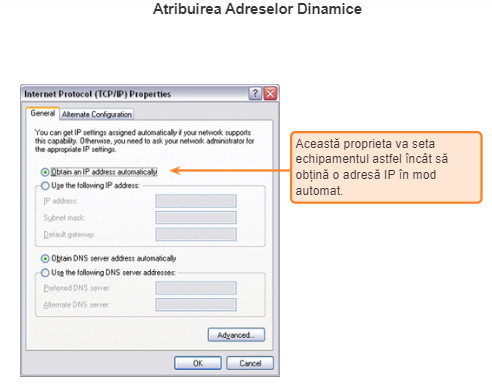 Atribuirea Adreselor Dinamice
Internet Protocol (TCP/IP) Properties
General
Alternate Configuration
You can get IP settings assigned automatically if your network supports
this capability. Otherwise, you need to ask your network administrator for
the appropriate IP settings.
Obtain an IP address automatically
Use the following IP address:
IP address:
Subnet mask:
Default gateway:
Obtain DNS server address automatically
Use the following DNS server addresses:
Preferred DNS server:
Alternate DNS server:
Advanced...
OK
Cancel
Această proprieta va seta
echipamentul astfel încât să
obțină o adresă IP în mod
automat.